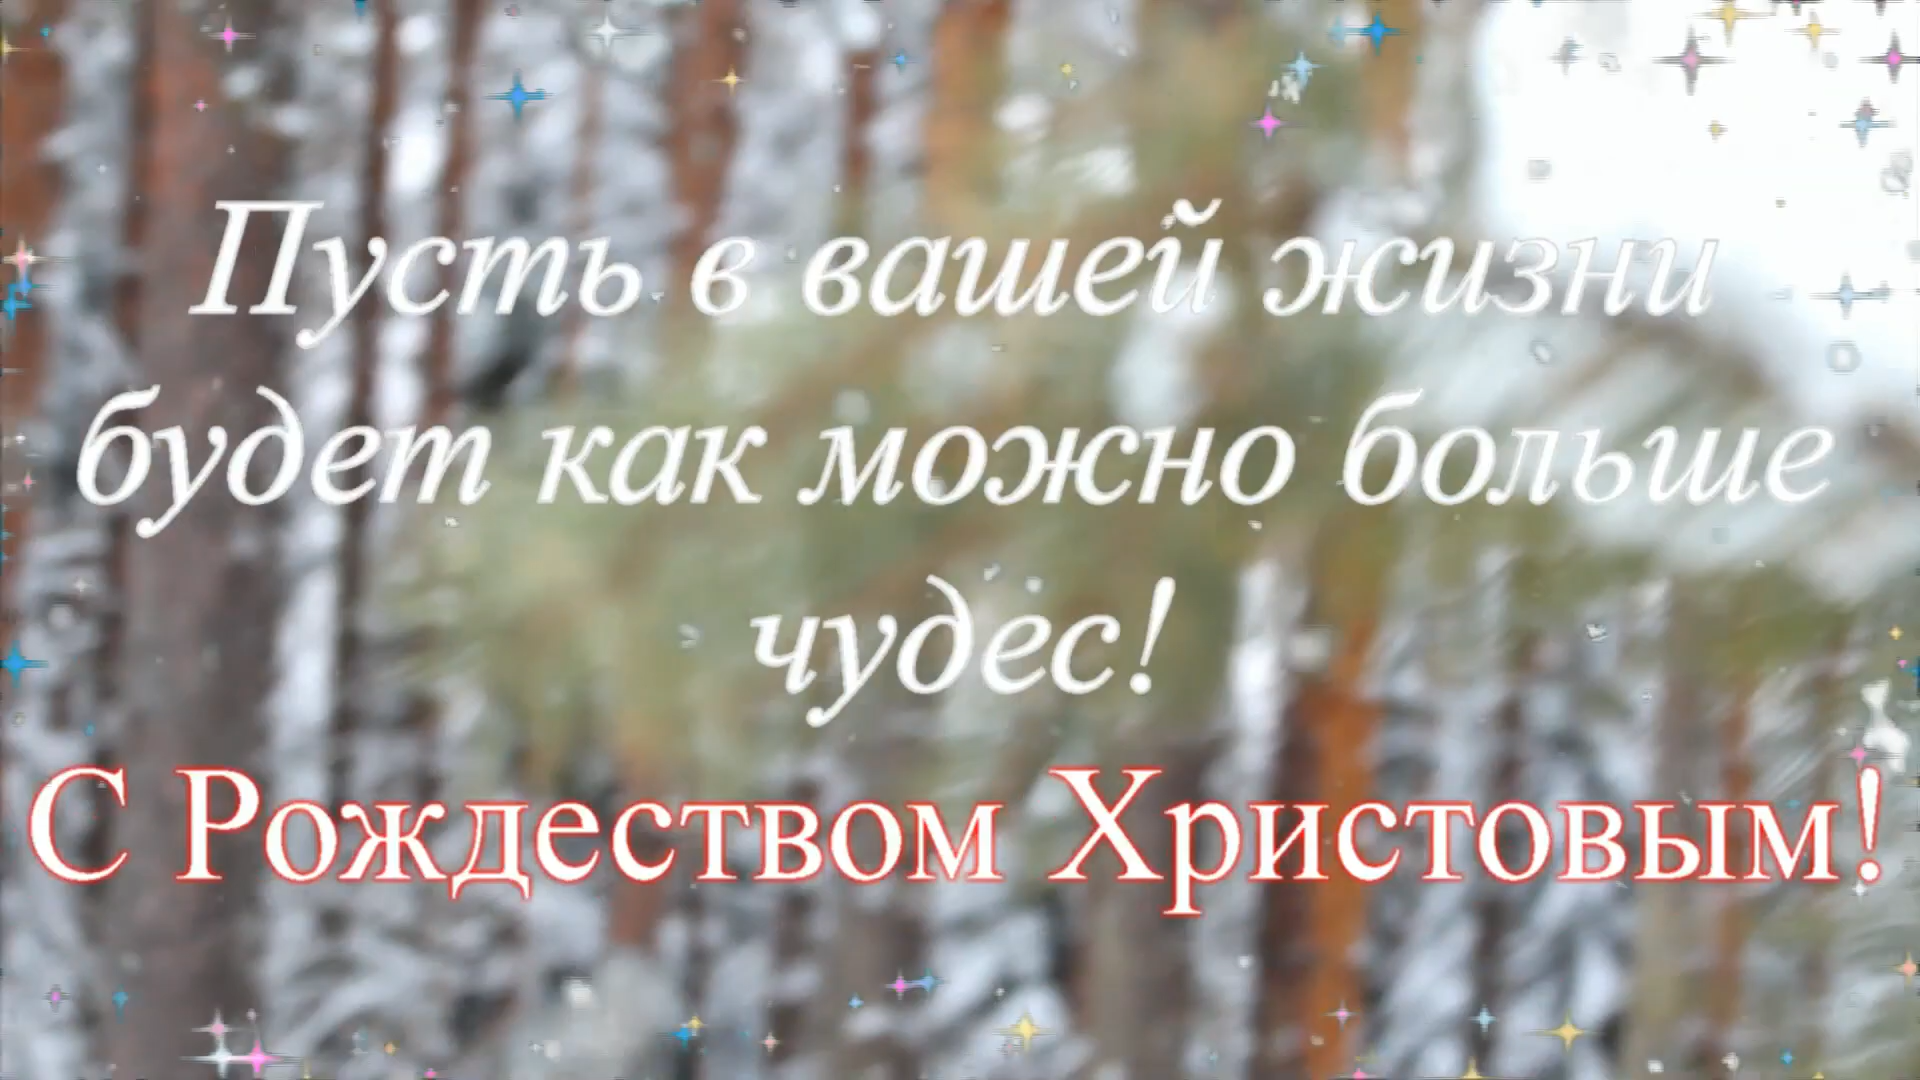 Пусть в вашей жизни
будет как можно больше
чудес!
С Рождеством Христовым!